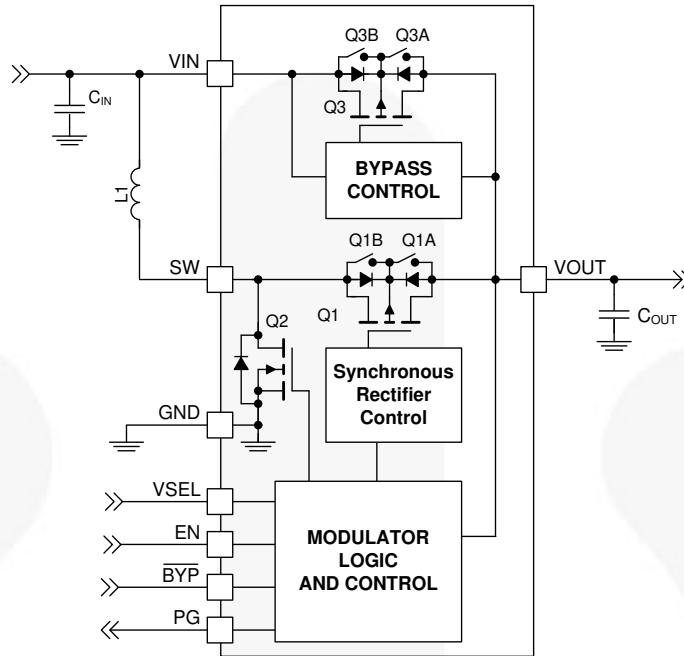 Q3B Q3A
VIN
C_IN
Q3
BYPASS
CONTROL
L1
Q1B Q1A
SW
VOUT
Q2
Q1
C_OUT
Synchronous
Rectifier
Control
GND
VSEL
EN
MODULATOR
LOGIC
AND CONTROL
BYP
PG